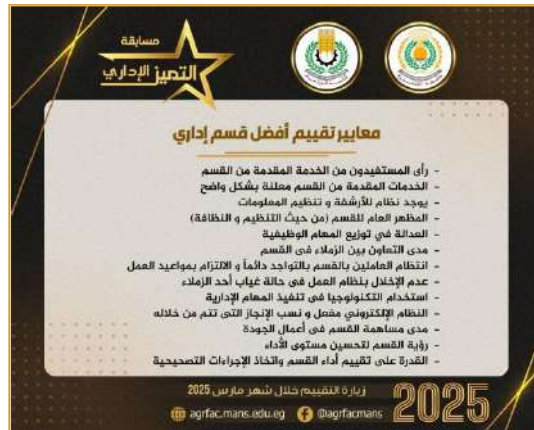 مسابقة
التميز الإداري
معايير تقييم أفضل قسم إداري
- رأى المستفيدون من الخدمة المقدمة من القسم
- الخدمات المقدمة من القسم معلنة بشكل واضح
- يوجد نظام للأرشفة و تنظيم المعلومات
- المظهر العام للقسم (من حيث التنظيم و النظافة)
- العدالة في توزيع المهام الوظيفية
- مدى التعاون بين الزملاء فى القسم
- انتظام العاملين بالقسم بالتواجد دائماً و الالتزام بمواعيد العمل
- عدم الإخلال بنظام العمل فى حالة غياب أحد الزملاء
- استخدام التكنولوجيا فى تنفيذ المهام الإدارية
- النظام الإلكتروني مفعل و نسب الإنجاز التى تتم من خلاله
- مدى مساهمة القسم فى أعمال الجودة
- رؤية القسم لتحسين مستوى الأداء
- القدرة على تقييم أداء القسم واتخاذ الإجراءات التصحيحية
زيارة التقييم خلال شهر مارس 2025
2025
agrfac.mans.edu.eg @agrfacmans